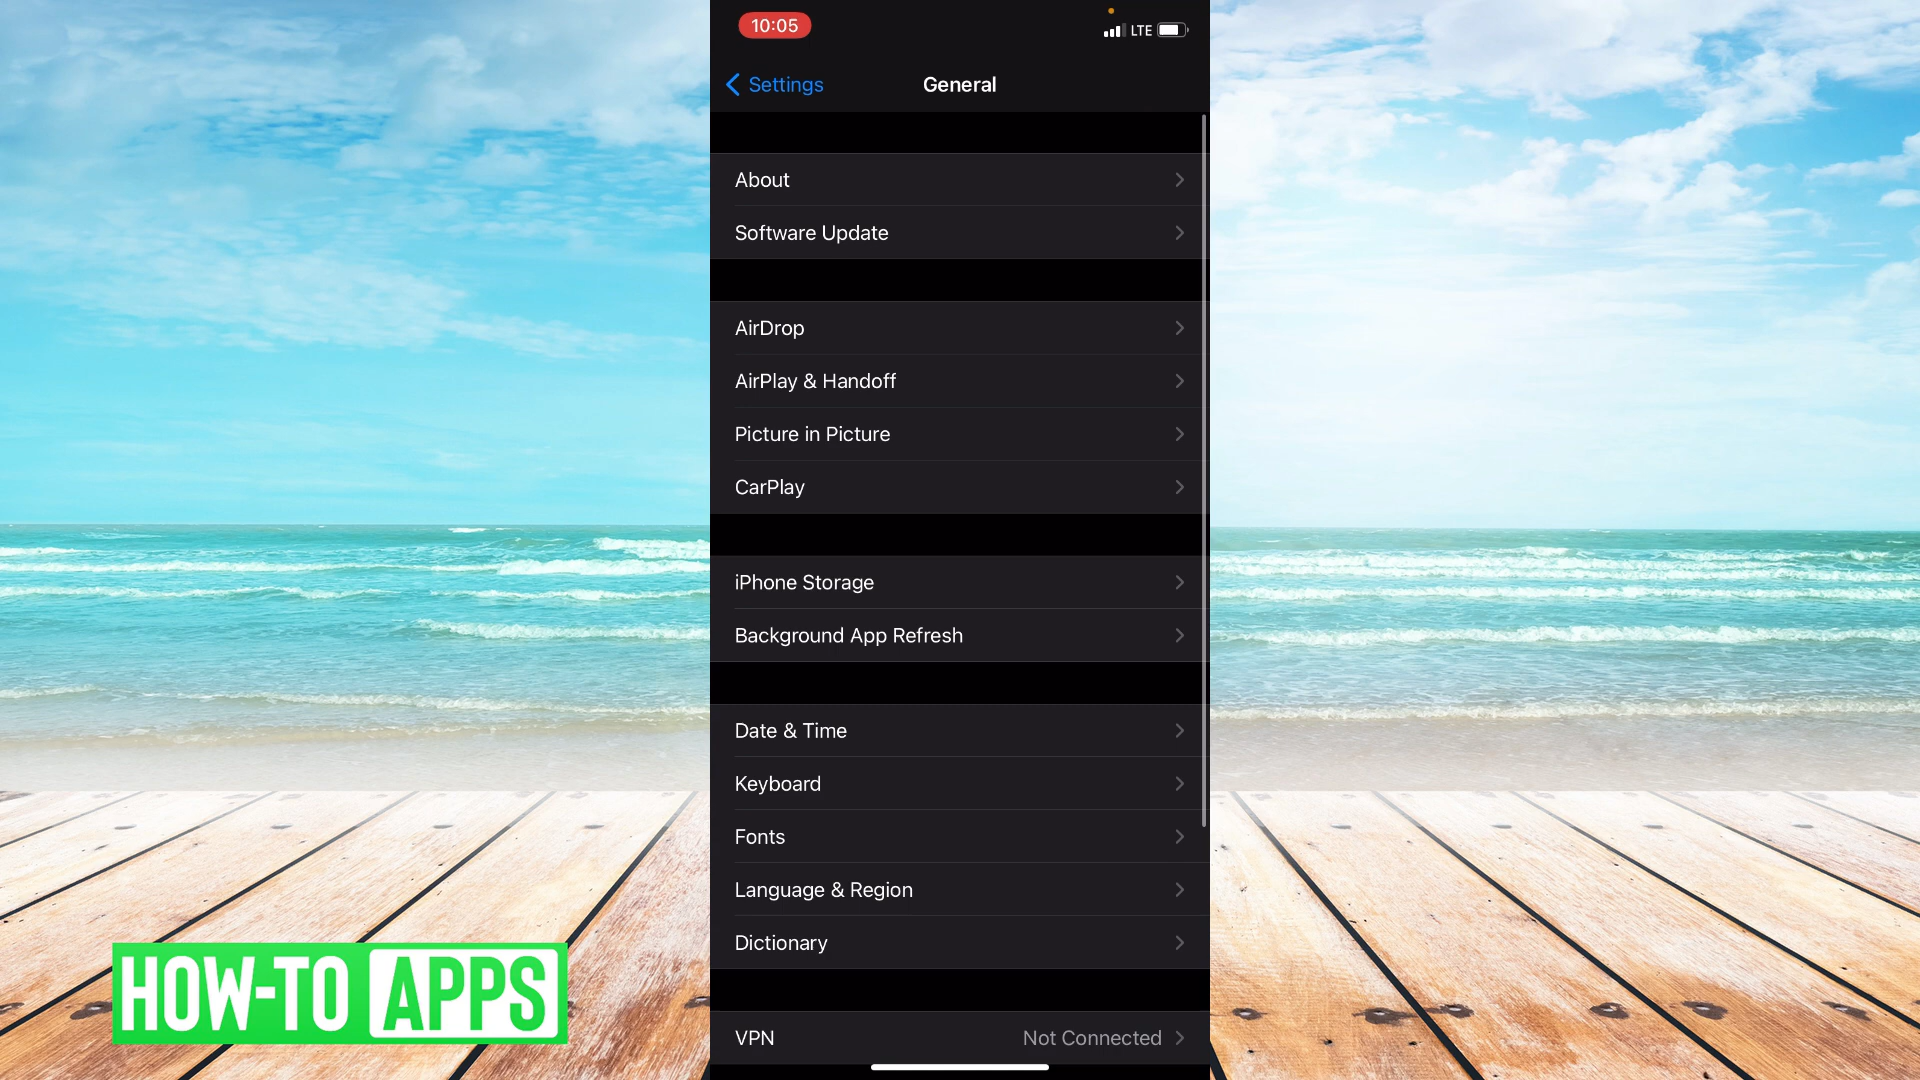 10:05
LTE
Settings
General
About
Software Update
AirDrop
AirPlay & Handoff
Picture in Picture
CarPlay
iPhone Storage
Background App Refresh
Date & Time
Keyboard
Fonts
Language & Region
Dictionary
VPN Not Connected
HOW-TO APPS